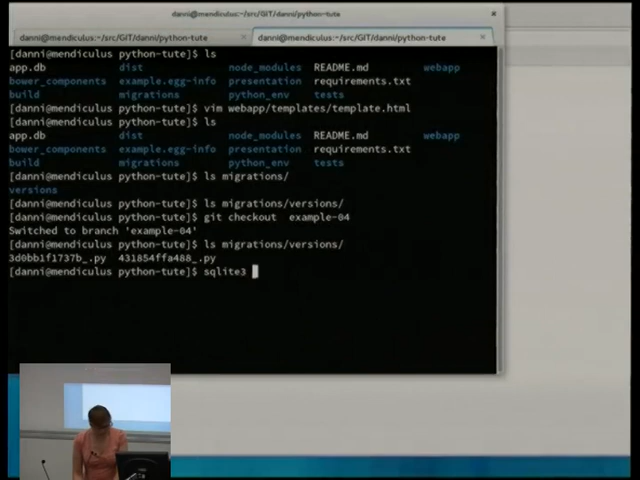 danni@mendiculus:~/src/GIT/danni/python-tute
danni@mendiculus:~/src/GIT/danni/python-tute danni@mendiculus:~/src/GIT/danni/python-tute
[danni@mendiculus python-tute]$ ls
app.db dist node_modules README.md webapp
bower_components example.egg-info presentation requirements.txt
build migrations python_env tests
[danni@mendiculus python-tute]$ vim webapp/templates/template.html
[danni@mendiculus python-tute]$ ls
app.db dist node_modules README.md webapp
bower_components example.egg-info presentation requirements.txt
build migrations python_env tests
[danni@mendiculus python-tute]$ ls migrations/
versions
[danni@mendiculus python-tute]$ ls migrations/versions/
[danni@mendiculus python-tute]$ git checkout example-04
Switched to branch 'example-04'
[danni@mendiculus python-tute]$ ls migrations/versions/
3d0bb1f1737b_.py 431854ffa488_.py
[danni@mendiculus python-tute]$ sqlite3